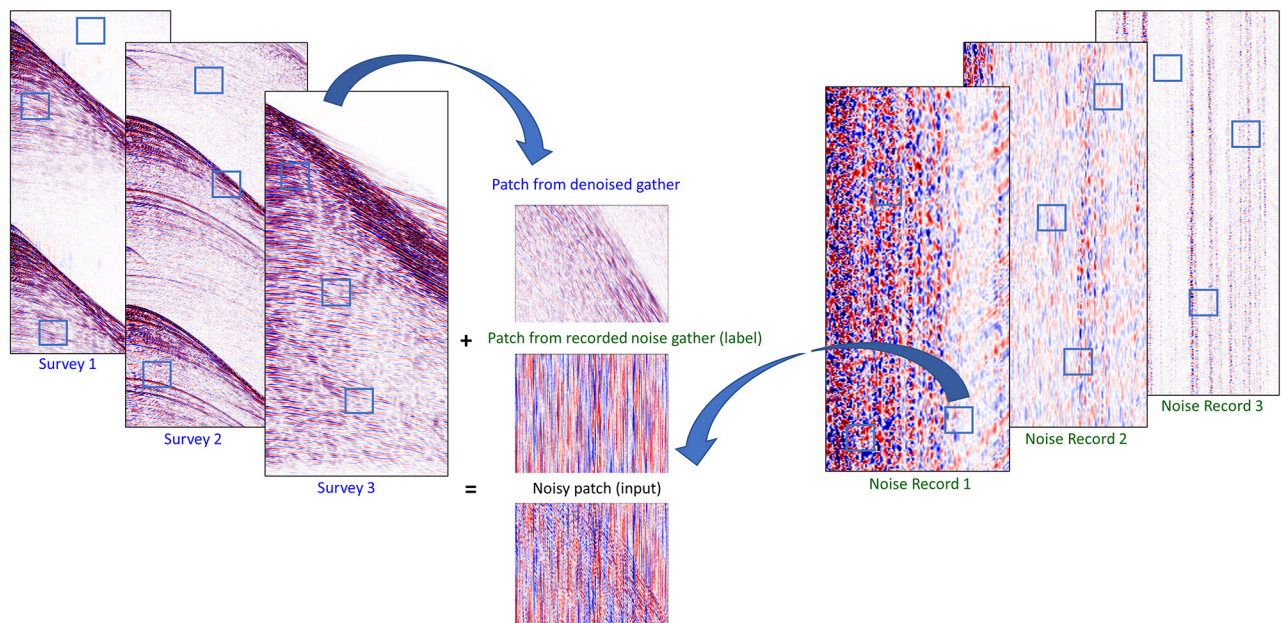 Survey 1
Survey 2
Survey 3
Patch from denoised gather
+
Patch from recorded noise gather (label)
=
Noisy patch (input)
Noise Record 1
Noise Record 2
Noise Record 3